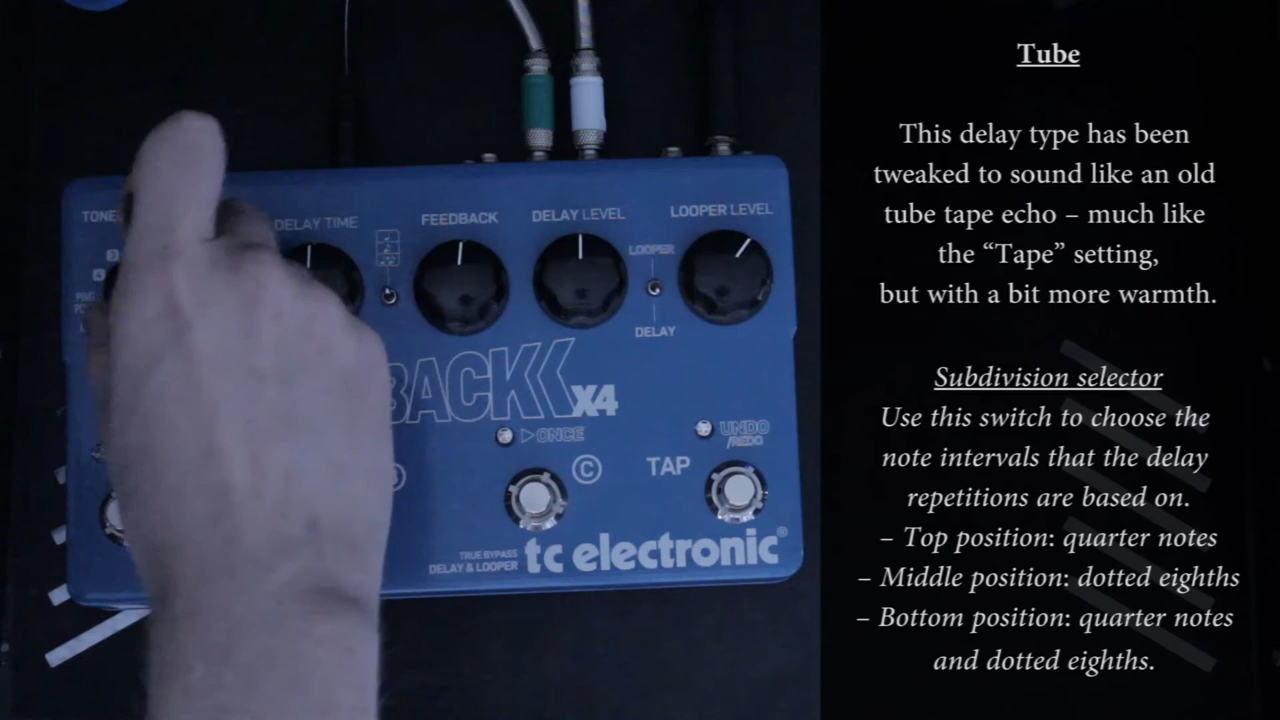 TONE
DELAY TIME
FEEDBACK
DELAY LEVEL
LOOPER LEVEL
3
4
LOOPER
DELAY
BACK
X4
ONCE
UNDO
/REDO
C
TAP
TRUE BYPASS
DELAY & LOOPER
tc electronic®
Tube
This delay type has been
tweaked to sound like an old
tube tape echo – much like
the “Tape” setting,
but with a bit more warmth.
Subdivision selector
Use this switch to choose the
note intervals that the delay
repetitions are based on.
– Top position: quarter notes
– Middle position: dotted eighths
– Bottom position: quarter notes
and dotted eighths.